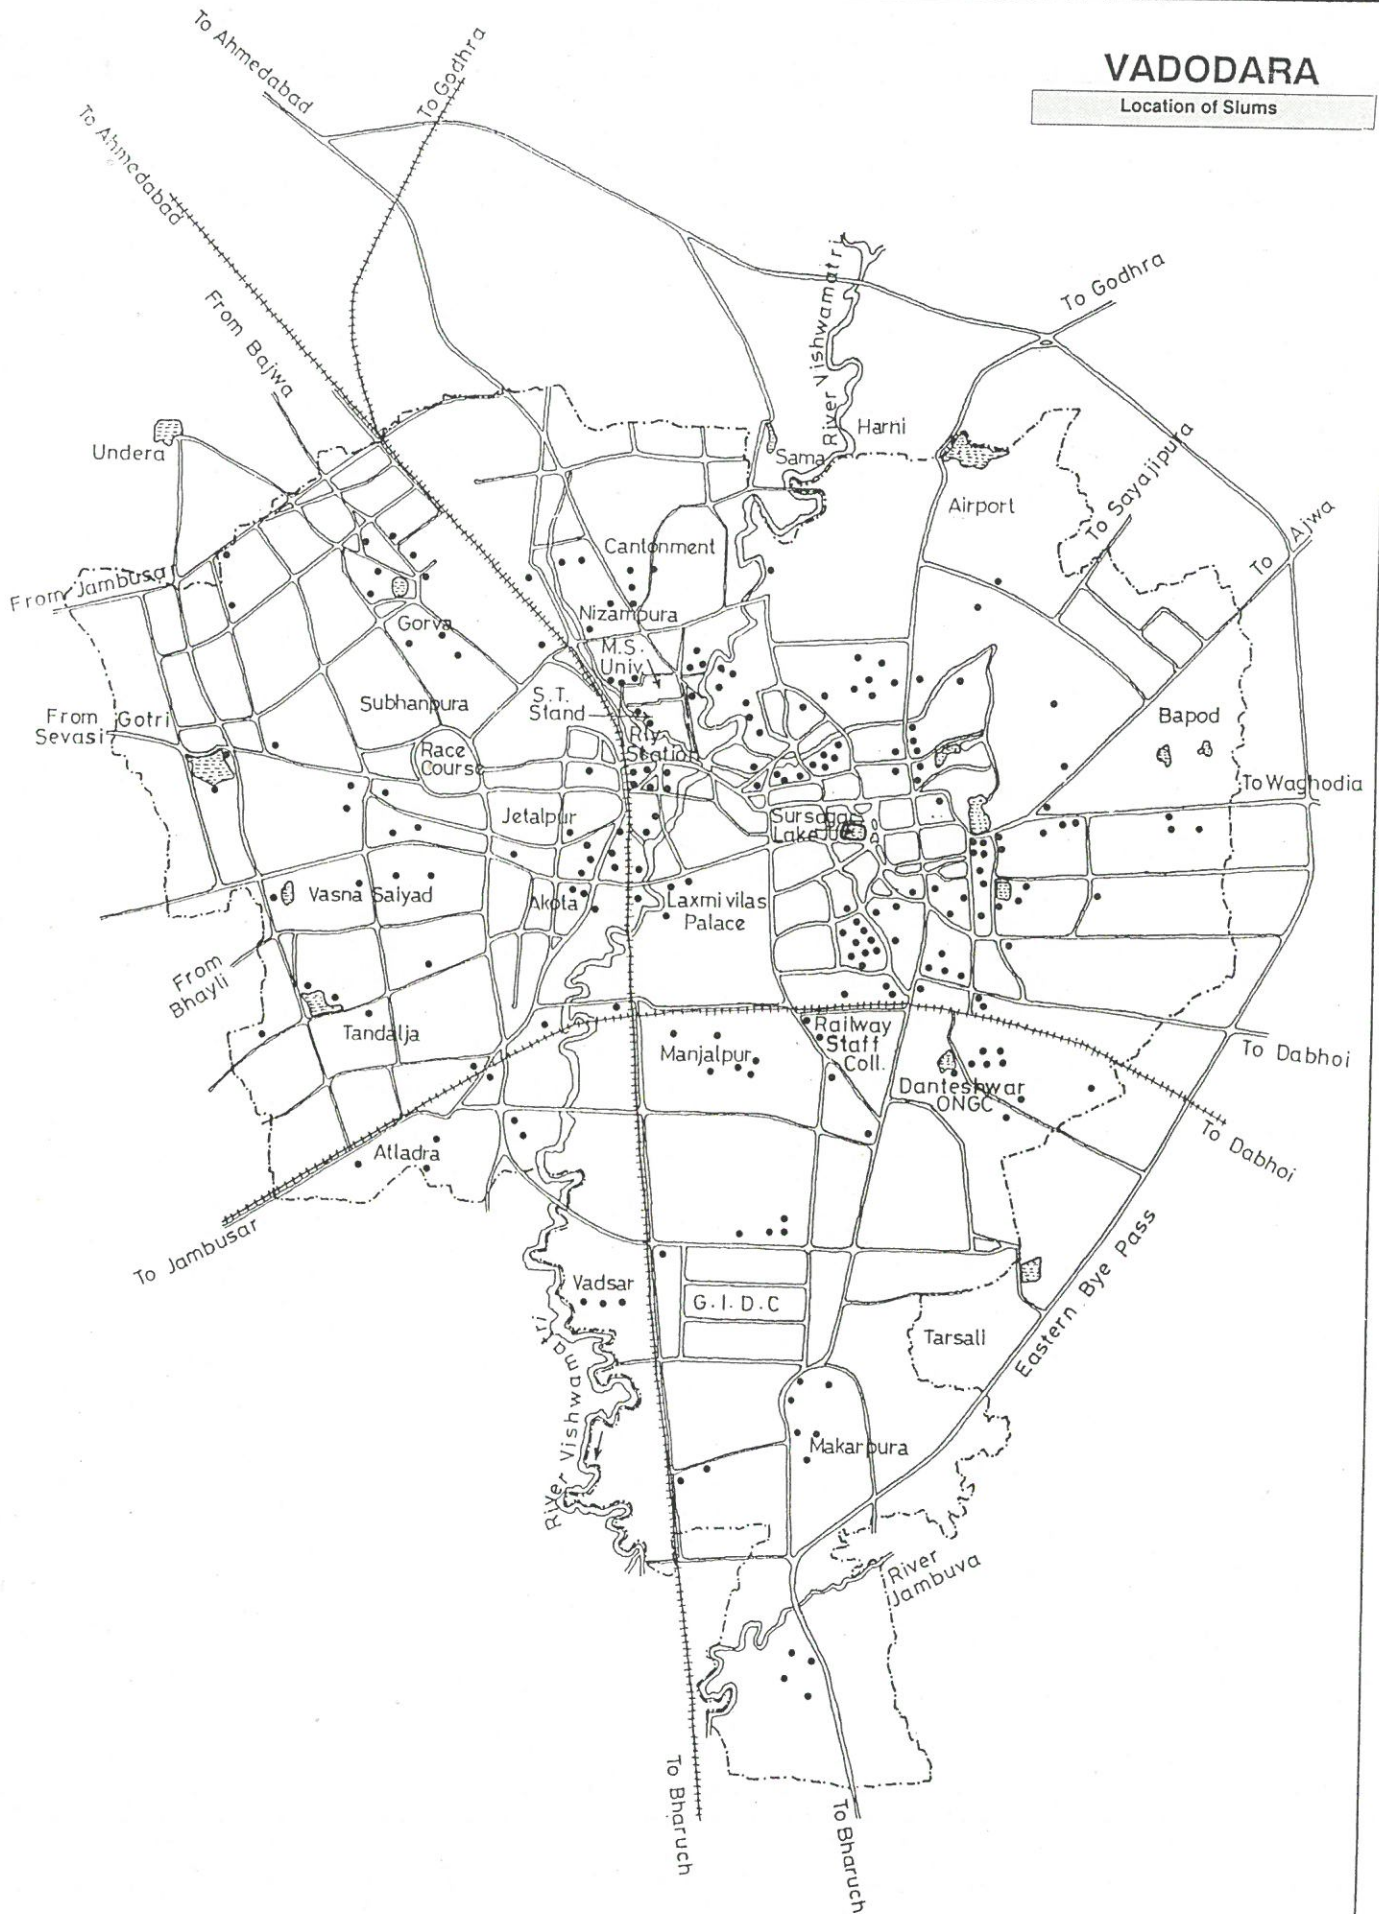 VADODARA
Location of Slums
To Ahmedabad
To Godhra
To Ahmedabad
From Bajwa
River Vishwamatri
To Godhra
Undera
Harni
Sama
To Sayajipura
Airport
To Ajwa
Cantonment
From Jambusa
Nizampura
Gorva
M.S.
Univ.
Subhanpura
S.T.
Stand
From Gotri
Sevasi
Bapod
Race
Course
Rly
Station
To Waghodia
Jetalpur
Sursagar
Lake
Vasna Saiyad
Akota
Laxmivilas
Palace
From
Bhayli
Tandalja
Manjalpur
Railway
Staff
Coll.
To Dabhoi
Danteshwar
ONGC
To Dabhoi
Atladra
To Jambusar
Vadsar
G.I.D.C
Eastern Bye Pass
Tarsali
River Vishwamatri
Makarpura
River
Jambuva
To Bharuch
To Bharuch